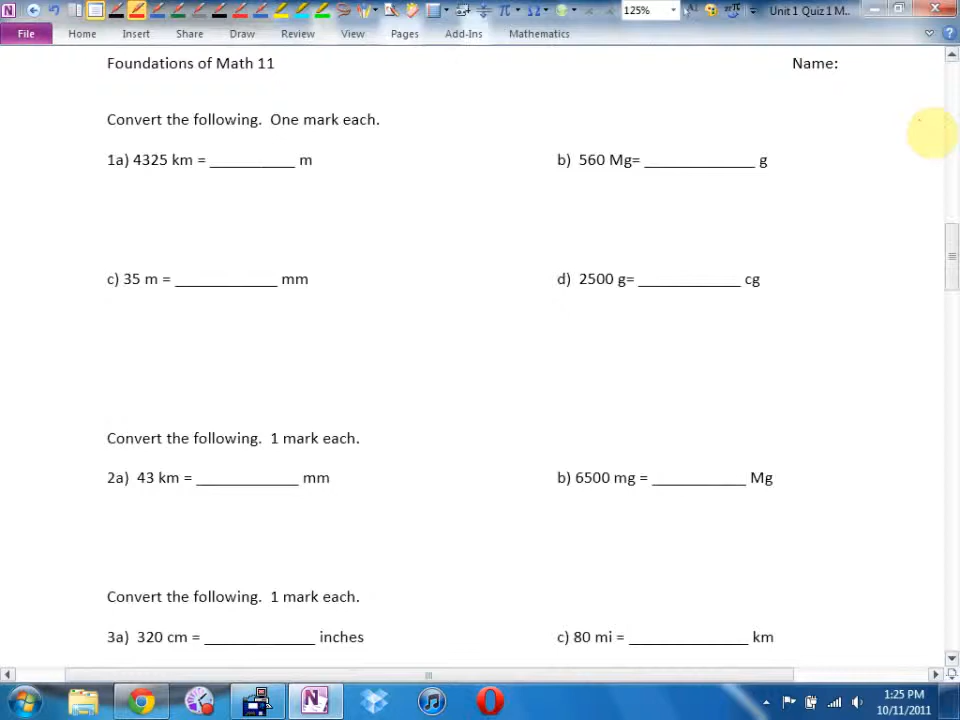 125%
Unit 1 Quiz 1 M..
File Home Insert Share Draw Review View Pages Add-Ins Mathematics
Foundations of Math 11 Name:
Convert the following. One mark each.
1a) 4325 km = __________ m b) 560 Mg= _____________ g
c) 35 m = ____________ mm d) 2500 g= ____________ cg
Convert the following. 1 mark each.
2a) 43 km = ____________ mm b) 6500 mg = ___________ Mg
Convert the following. 1 mark each.
3a) 320 cm = _____________ inches c) 80 mi = ______________ km
1:25 PM
10/11/2011